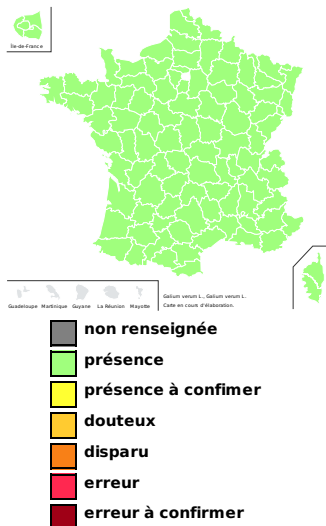 Île-de-France
Guadeloupe Martinique Guyane La Réunion Mayotte
Galium verum L., Galium verum L.
Carte en cours d'élaboration.
non renseignée
présence
présence à confimer
douteux
disparu
erreur
erreur à confirmer